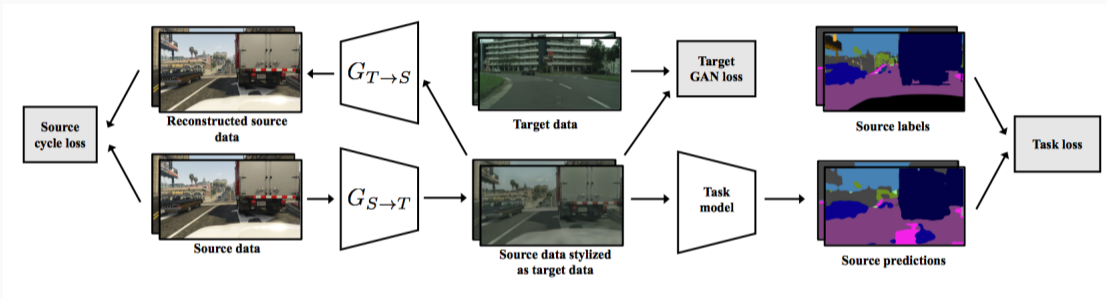 Source
cycle loss
Reconstructed source
data
G_{T→S}
Target data
Target
GAN loss
Source labels
Task loss
Source data
G_{S→T}
Source data stylized
as target data
Task
model
Source predictions